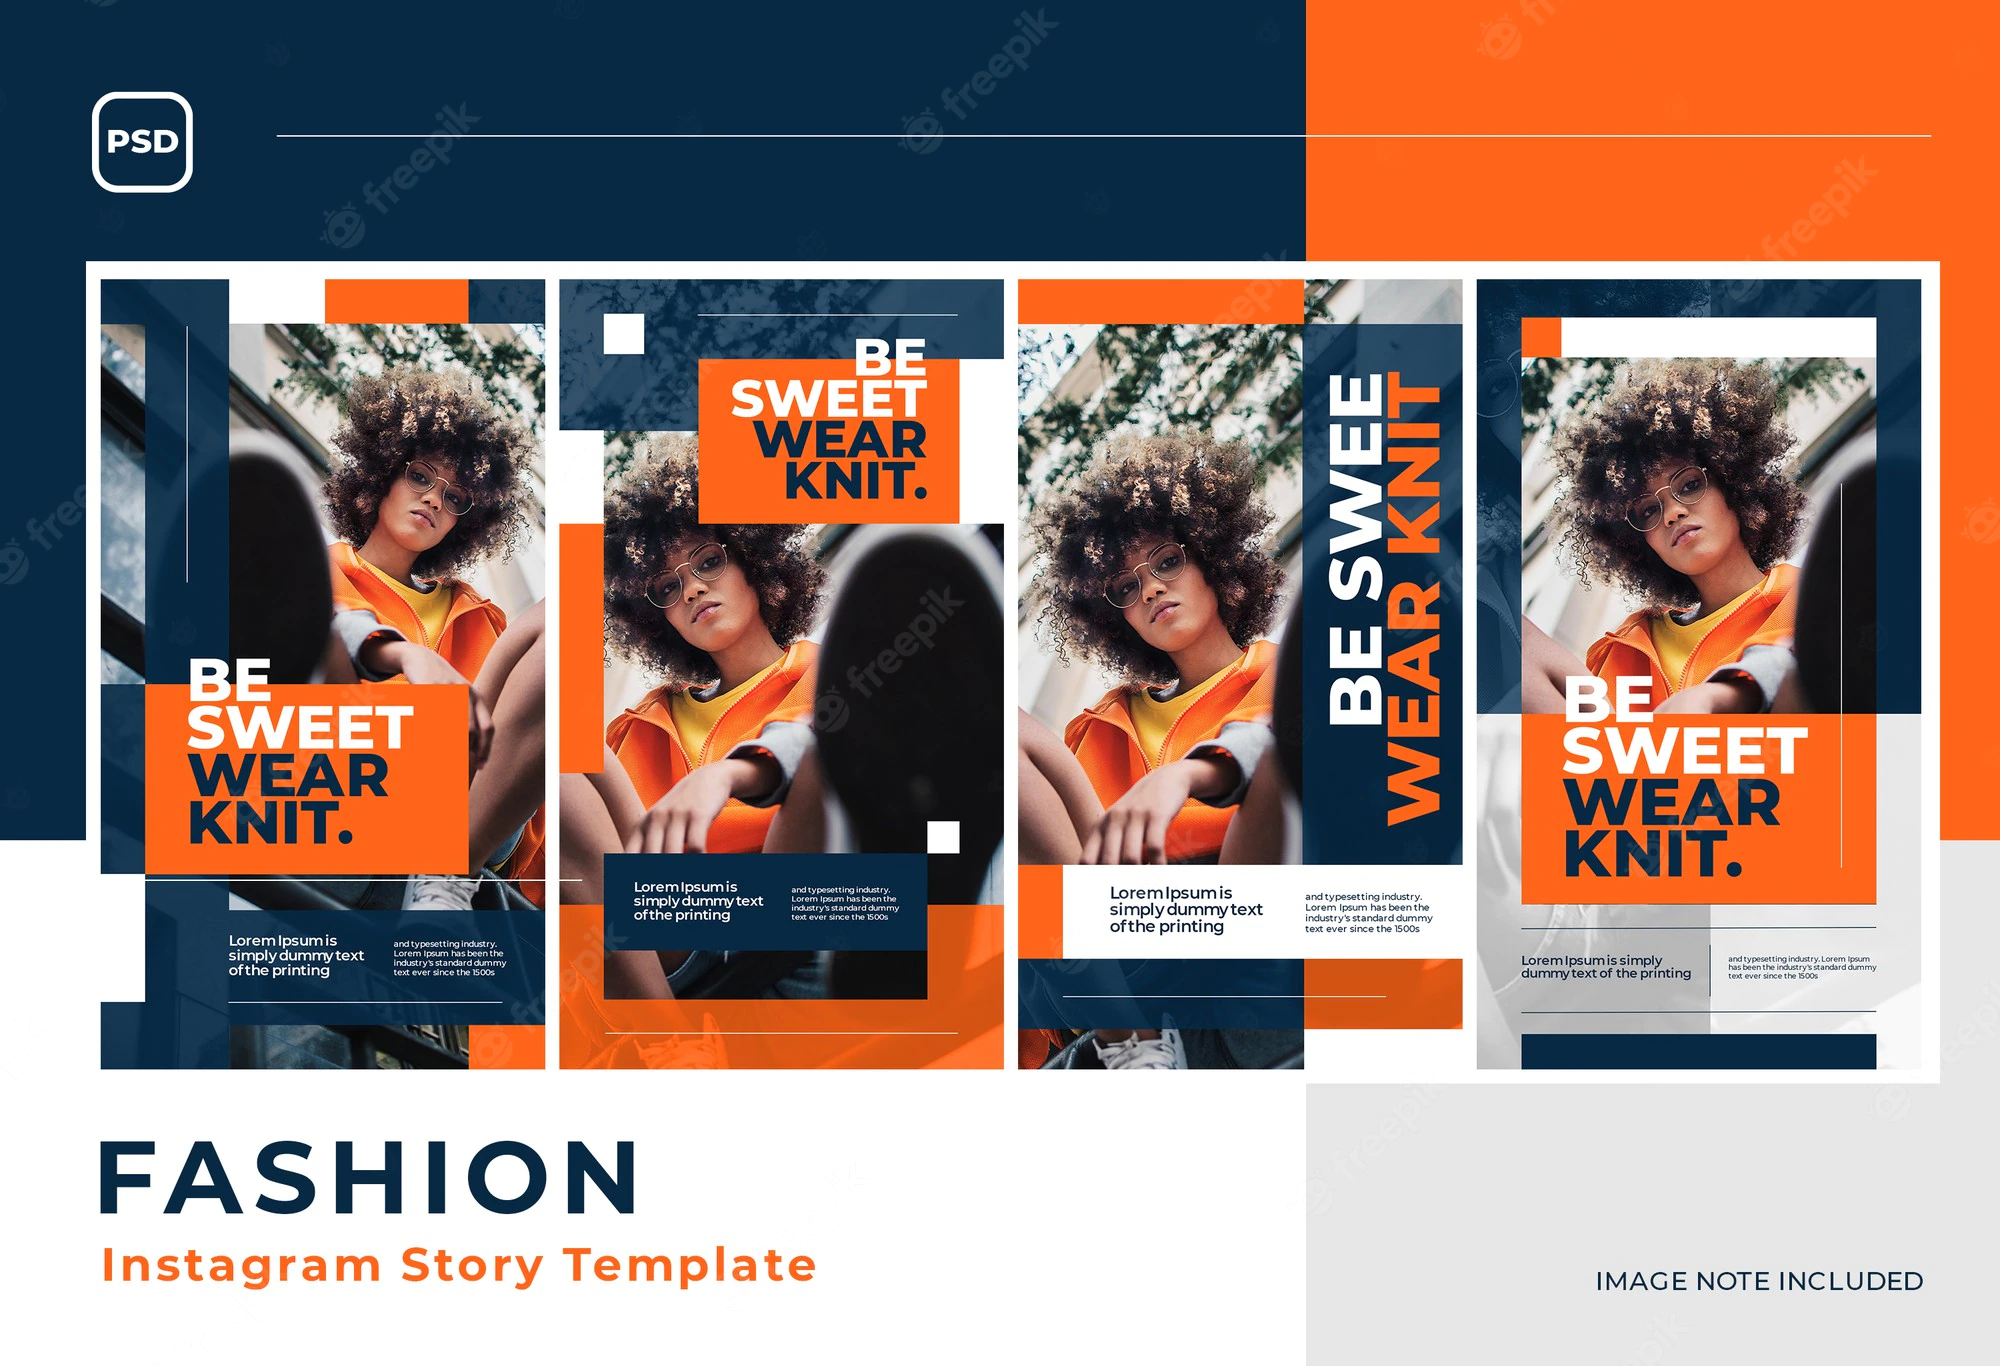 PSD
BE
SWEET
WEAR
KNIT.
Lorem Ipsum is
simply dummy text
of the printing
and typesetting industry.
Lorem Ipsum has been the
industry's standard dummy
text ever since the 1500s
BE
SWEET
WEAR
KNIT.
Lorem Ipsum is
simply dummy text
of the printing
and typesetting industry.
Lorem Ipsum has been the
industry's standard dummy
text ever since the 1500s
BE SWEE
WEAR KNIT
Lorem Ipsum is
simply dummy text
of the printing
and typesetting industry.
Lorem Ipsum has been the
industry's standard dummy
text ever since the 1500s
BE
SWEET
WEAR
KNIT.
Lorem Ipsum is simply
dummy text of the printing
and typesetting industry. Lorem Ipsum
has been the industry's standard dummy
text ever since the 1500s
FASHION
Instagram Story Template
IMAGE NOTE INCLUDED
freepik
freepik
freepik
freepik